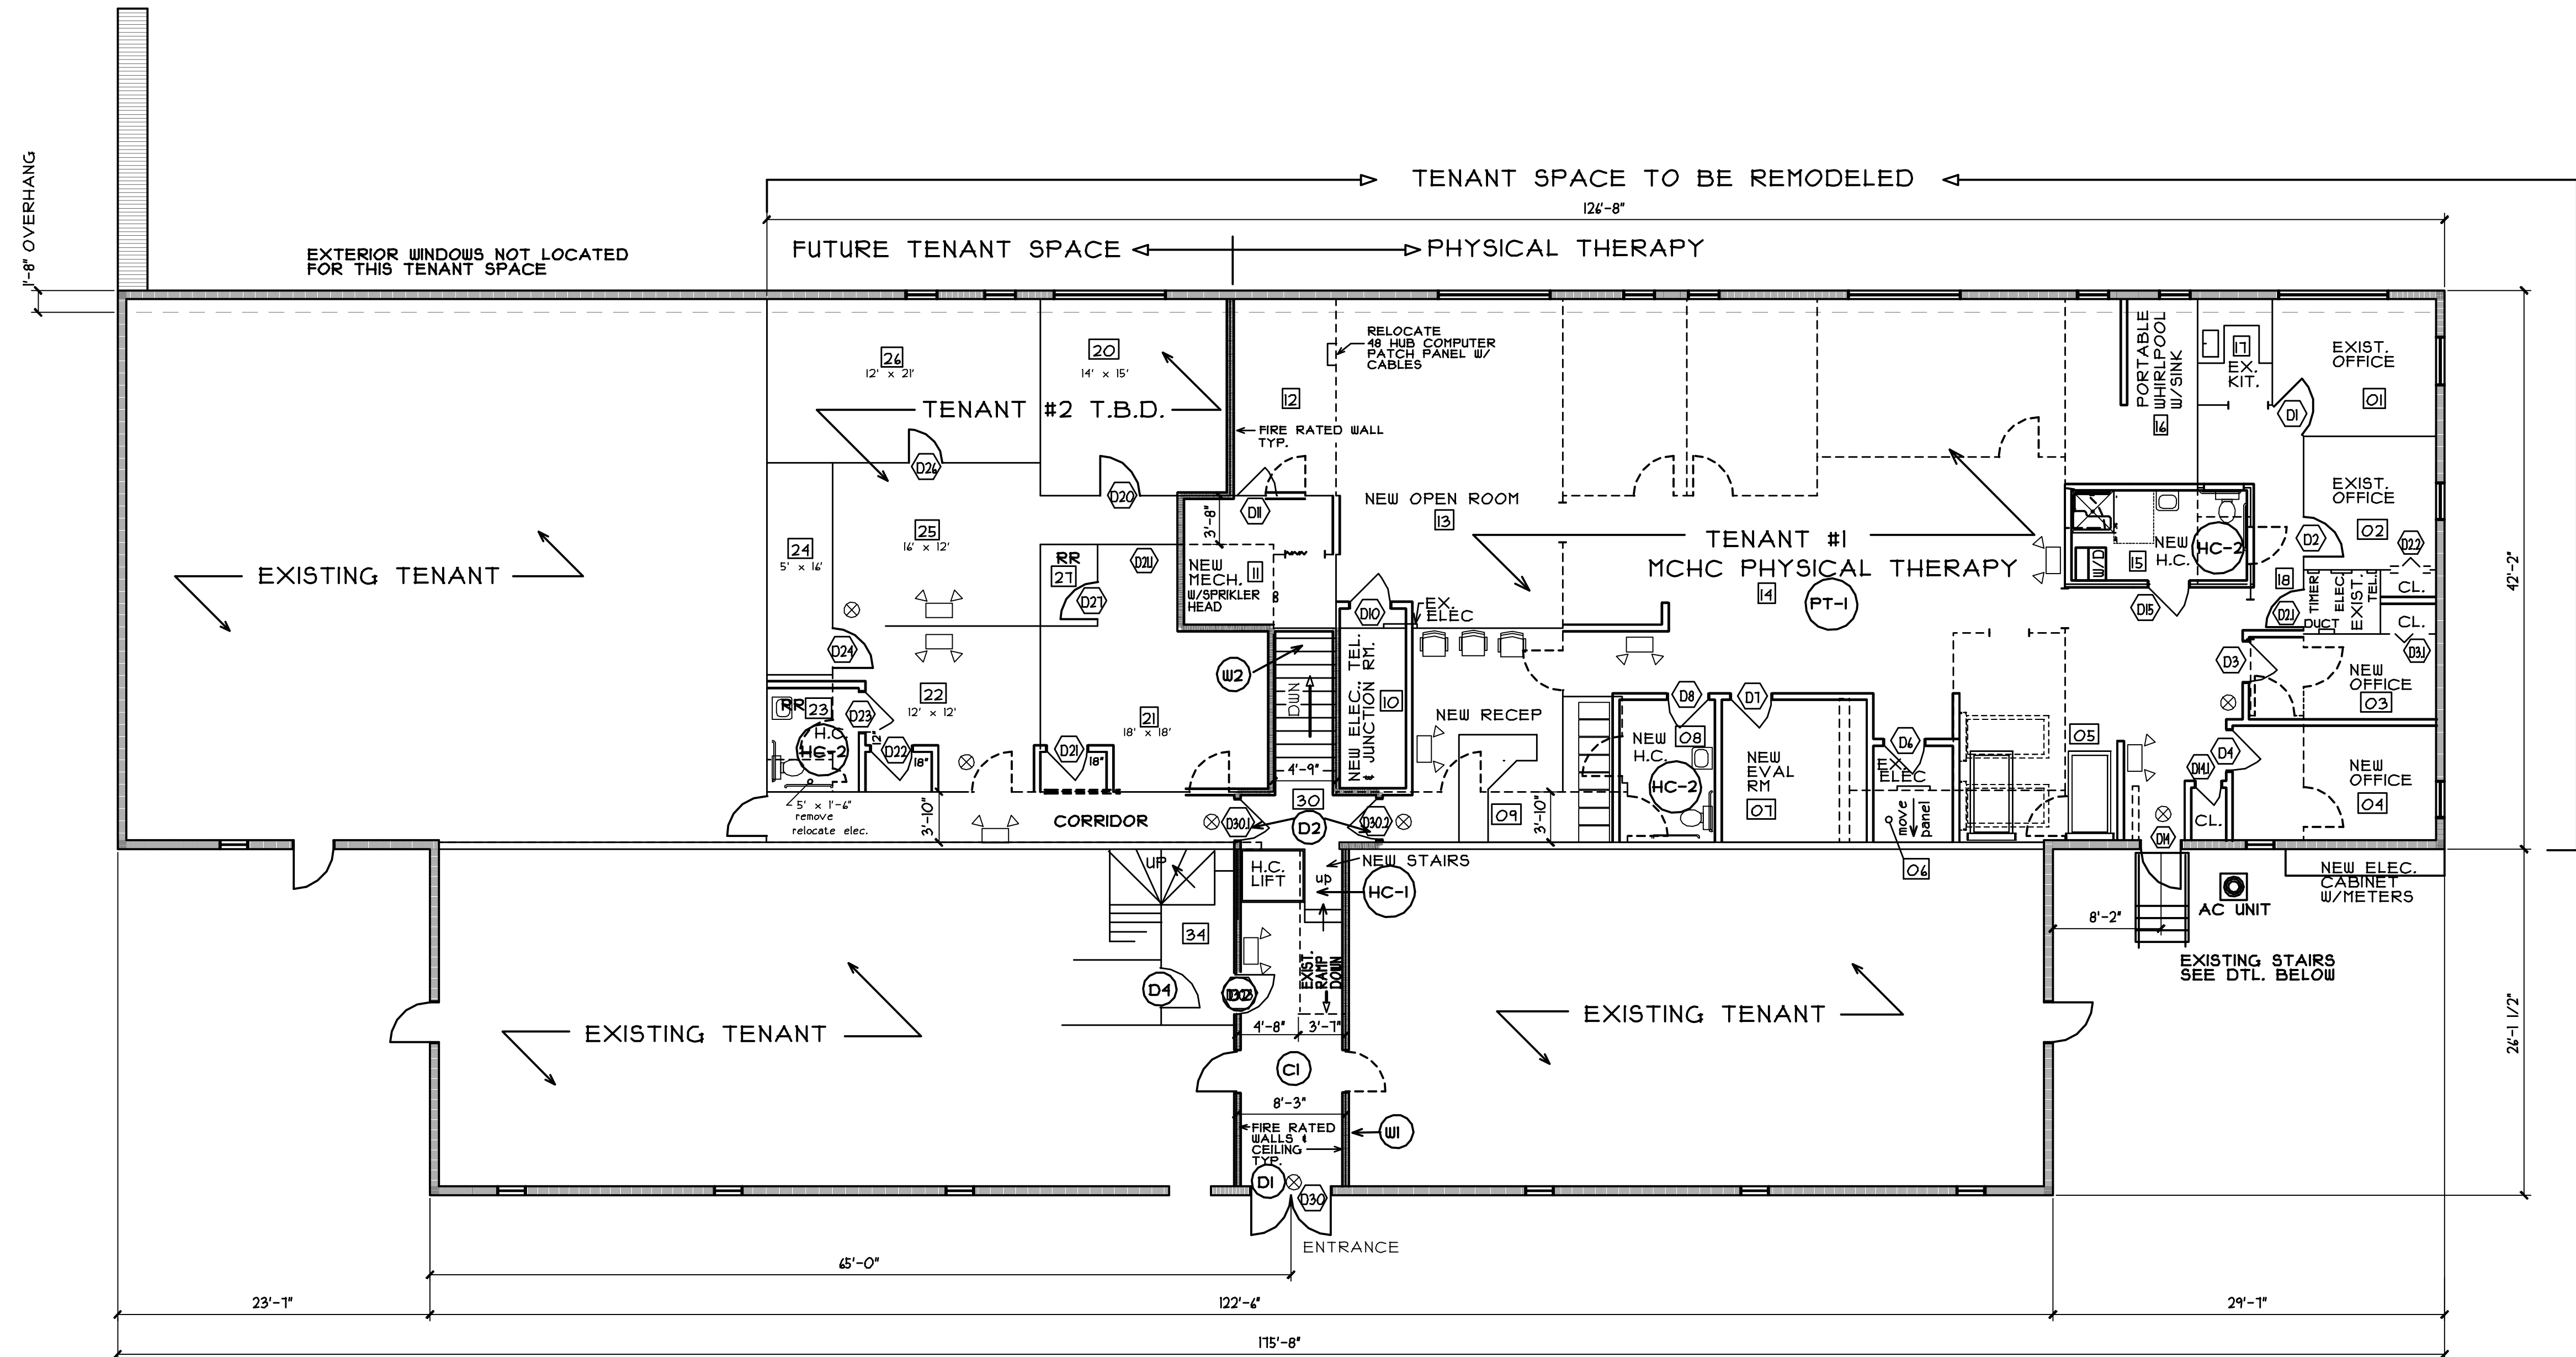 TENANT SPACE TO BE REMODELED
126'-8"
FUTURE TENANT SPACE
PHYSICAL THERAPY
1'-8" OVERHANG
EXTERIOR WINDOWS NOT LOCATED
FOR THIS TENANT SPACE
EXISTING TENANT
26
12' x 21'
20
14' x 15'
TENANT #2 T.B.D.
D26
D20
25
16' x 12'
24
5' x 16'
RR
27
D2U
D27
D24
22
12' x 12'
21
18' x 18'
RR
23
D23
H.C.
HC-2
12"
D22
18"
D21
18"
5' x 1'-6"
remove
relocate elec.
3'-10"
CORRIDOR
RELOCATE
48 HUB COMPUTER
PATCH PANEL W/
CABLES
12
FIRE RATED WALL
TYP.
D11
3'-8"
NEW
MECH.
W/SPRIKLER
HEAD
11
8
NEW OPEN ROOM
13
TENANT #1
MCHC PHYSICAL THERAPY
14
PT-1
D10
EX.
ELEC
W2
DWN
NEW ELEC., TEL.
& JUNCTION RM.
10
4'-9"
30
D30.1
D2
D30.2
NEW RECEP
09
3'-10"
D8
08
NEW
H.C.
HC-2
D7
NEW
EVAL
RM
07
D6
EX.
ELEC
move
panel
06
05
PORTABLE
WHIRLPOOL
W/SINK
16
17
EX.
KIT.
EXIST.
OFFICE
01
D1
EXIST.
OFFICE
02
D2
D2.2
NEW
H.C.
15
HC-2
W/D
D15
18
D2.1
TIMER
ELEC.
EXIST.
TEL.
DUCT
CL.
CL.
D3
D3.1
NEW
OFFICE
03
D4
D14.1
NEW
OFFICE
04
CL.
D14
42'-2"
NEW ELEC.
CABINET
W/METERS
AC UNIT
8'-2"
EXISTING STAIRS
SEE DTL. BELOW
26'-1 1/2"
UP
34
D4
H.C.
LIFT
up
NEW STAIRS
HC-1
EXIST.
RAMP
DOWN
4'-8"
3'-7"
C1
8'-3"
FIRE RATED
WALLS &
CEILING
TYP.
W1
D1
D30
ENTRANCE
EXISTING TENANT
EXISTING TENANT
65'-0"
23'-7"
122'-6"
29'-7"
175'-8"